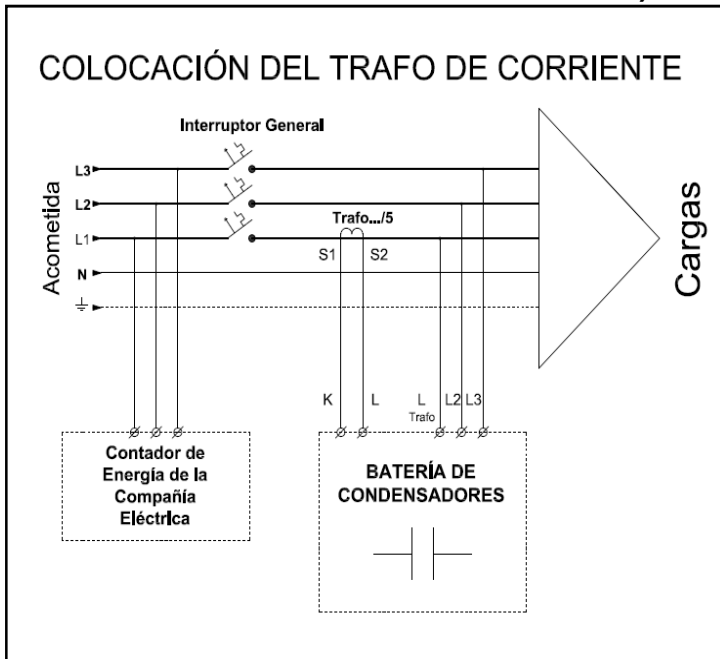 COLOCACIÓN DEL TRAFO DE CORRIENTE
Interruptor General
Acometida
L3
L2
L1
N
Trafo.../5
S1 S2
Cargas
K L L L2 L3
Trafo
Contador de
Energía de la
Compañía
Eléctrica
BATERÍA DE
CONDENSADORES